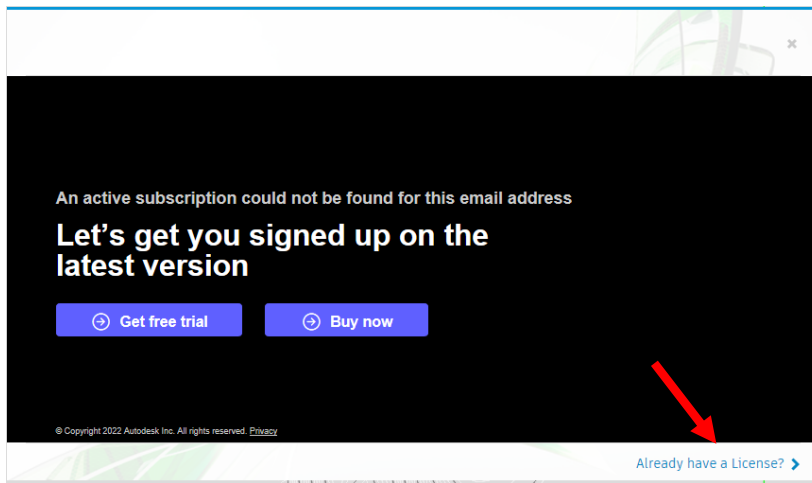 An active subscription could not be found for this email address
Let’s get you signed up on the
latest version
Get free trial
Buy now
© Copyright 2022 Autodesk Inc. All rights reserved. Privacy
Already have a License?